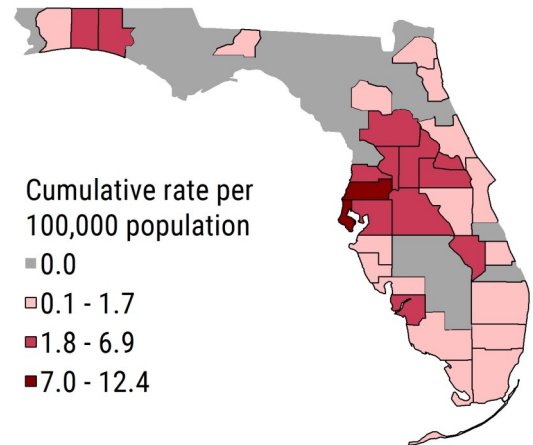 Cumulative rate per
100,000 population
0.0
0.1 - 1.7
1.8 - 6.9
7.0 - 12.4